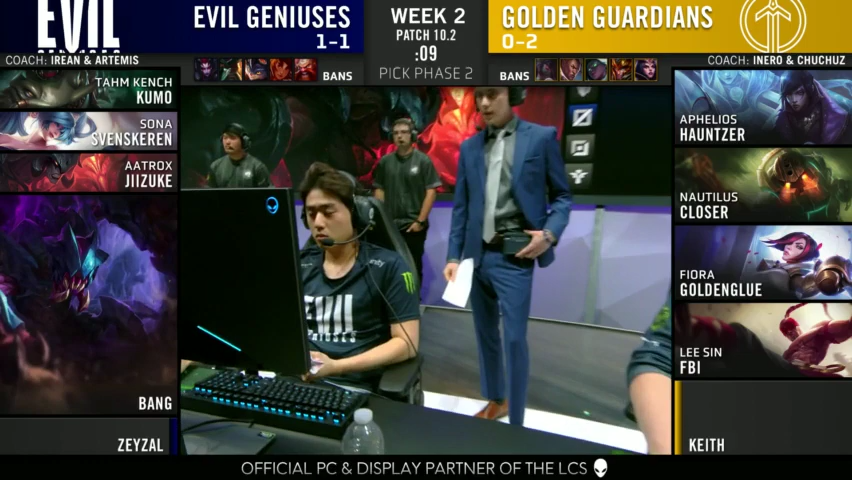 EVIL
EVIL GENIUSES
1-1
WEEK 2
PATCH 10.2
:09
PICK PHASE 2
GOLDEN GUARDIANS
0-2
COACH: IREAN & ARTEMIS
BANS
BANS
COACH: INERO & CHUCHUZ
TAHM KENCH
KUMO
SONA
SVENSKEREN
AATROX
JIIZUKE
BANG
ZEYZAL
APHELIOS
HAUNTZER
NAUTILUS
CLOSER
FIORA
GOLDENGLUE
LEE SIN
FBI
KEITH
EVIL
GENIUSES
OFFICIAL PC & DISPLAY PARTNER OF THE LCS